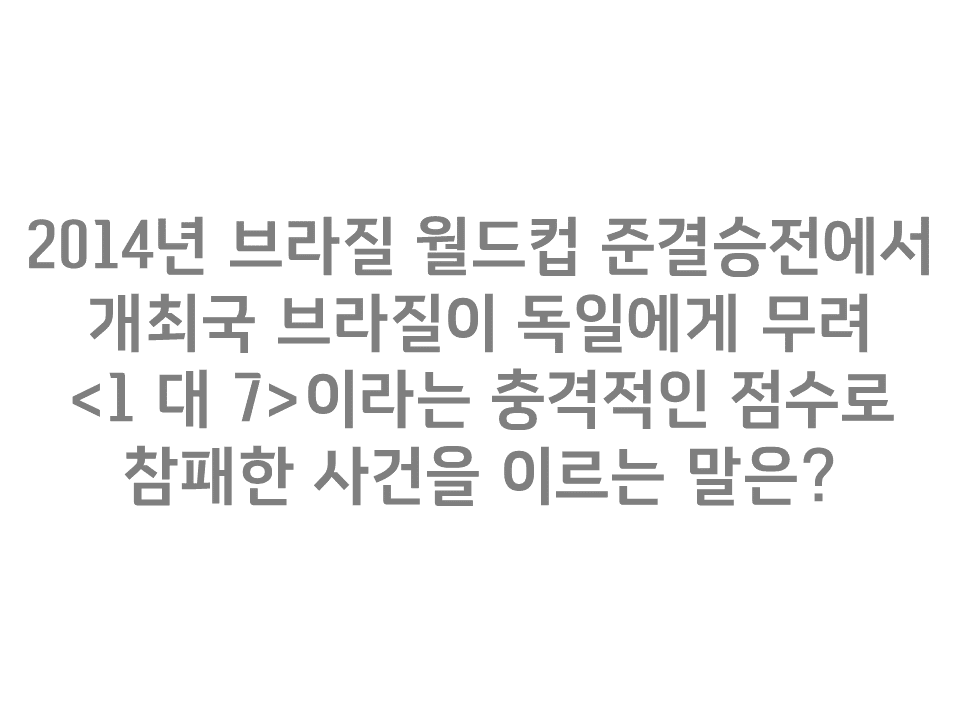 2014년 브라질 월드컵 준결승전에서
개최국 브라질이 독일에게 무려
<1 대 7>이라는 충격적인 점수로
참패한 사건을 이르는 말은?